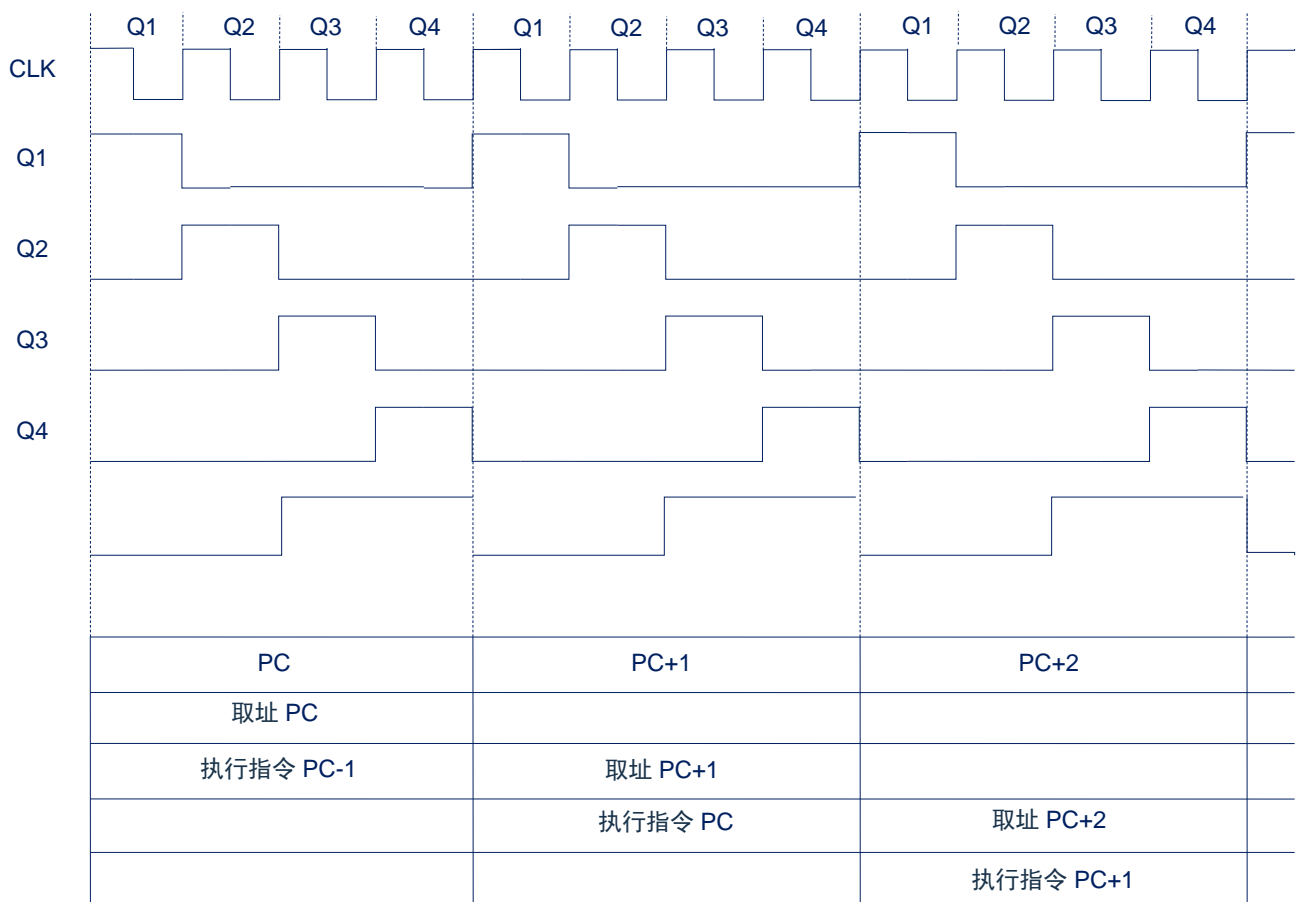 Q1 Q2 Q3 Q4 Q1 Q2 Q3 Q4 Q1 Q2 Q3 Q4
CLK
Q1
Q2
Q3
Q4
PC PC+1 PC+2
取址 PC
执行指令 PC-1 取址 PC+1
执行指令 PC 取址 PC+2
执行指令 PC+1